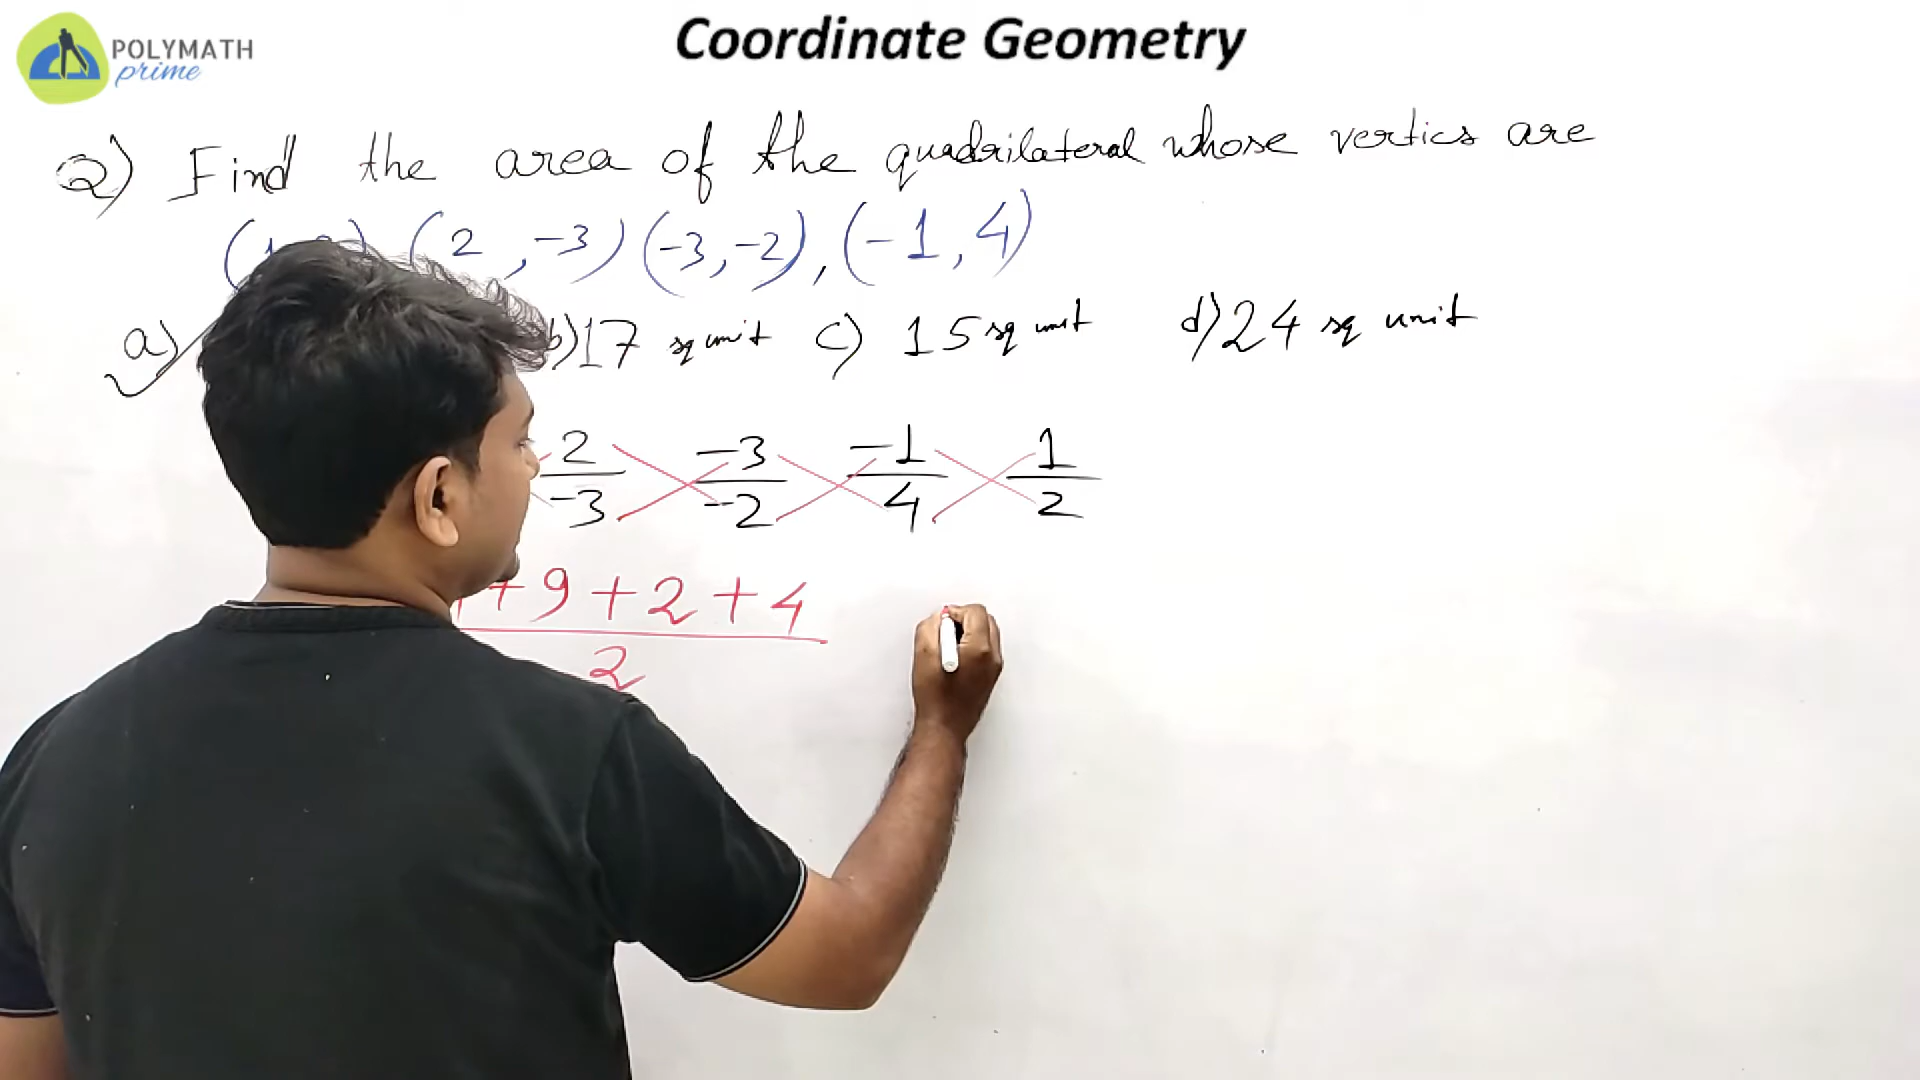 POLYMATH
prime
Coordinate Geometry
Q) Find the area of the quadrilateral whose vertics are
( 2, -3) (-3, -2), (-1, 4)
a) b) 17 sq unit c) 15 sq unit d) 24 sq unit
2 -3 -1 1
-3 -2 4 2
+ 9 + 2 + 4
2